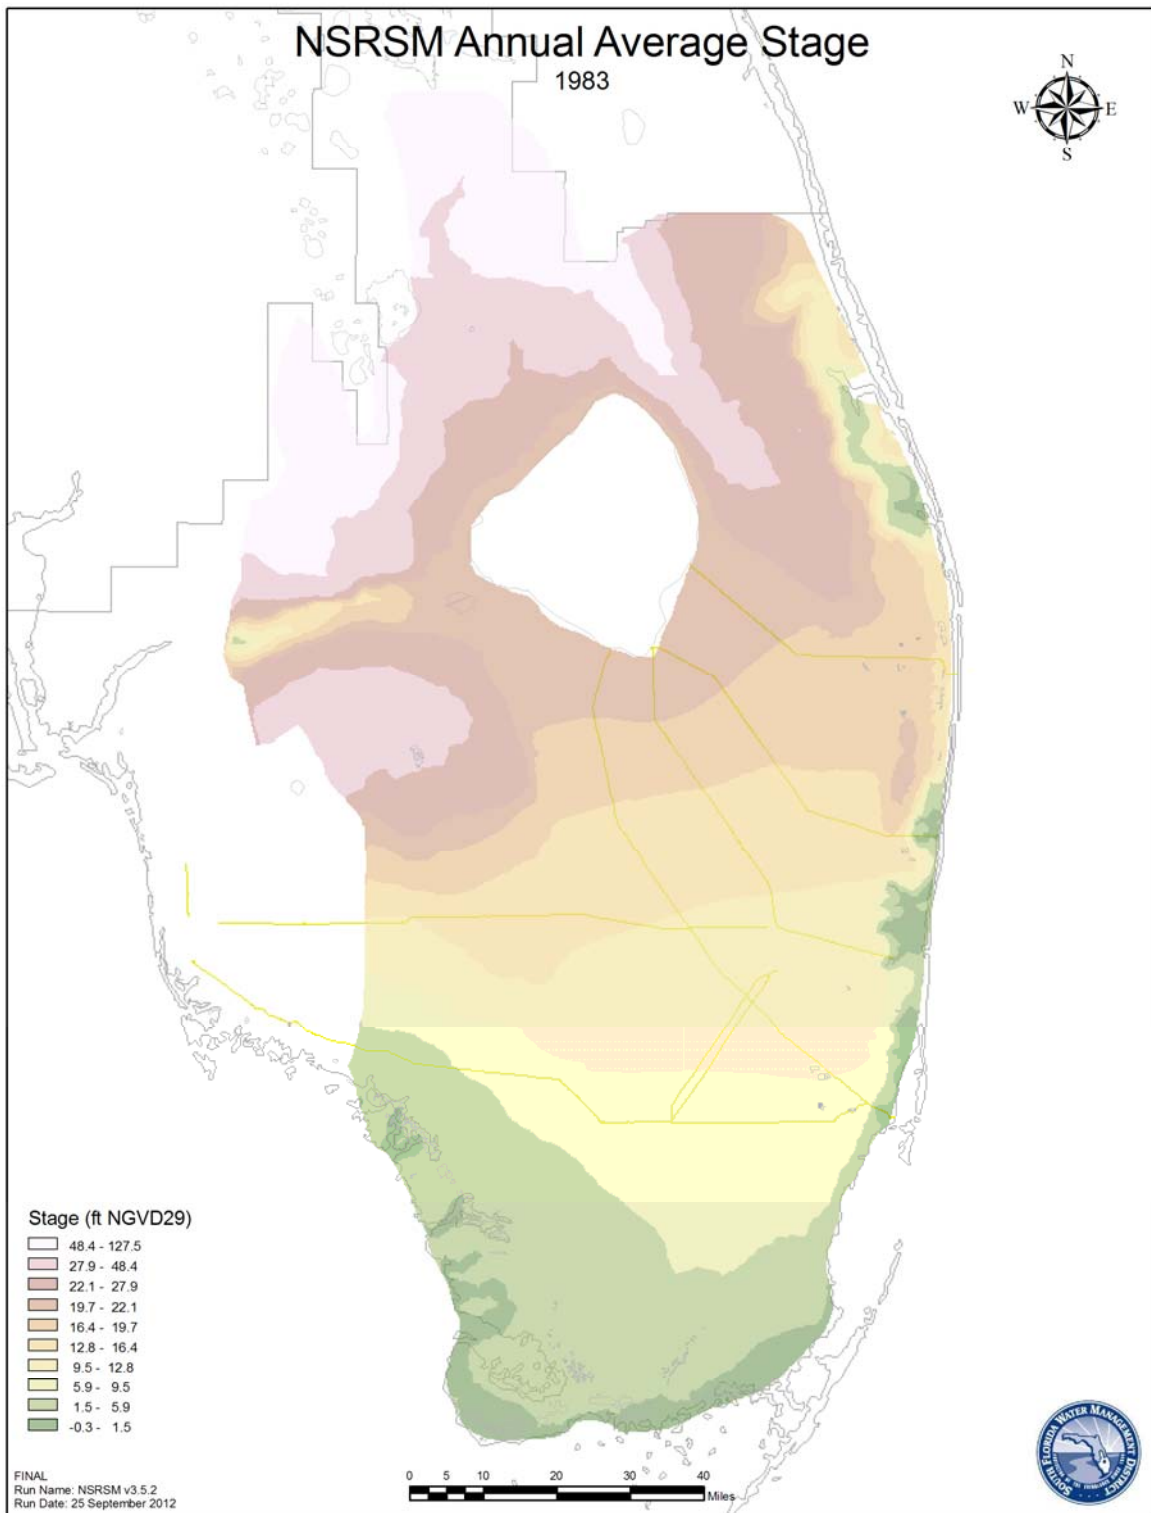 NSRSM Annual Average Stage
1983
N
W
E
S
Stage (ft NGVD29)
48.4 - 127.5
27.9 - 48.4
22.1 - 27.9
19.7 - 22.1
16.4 - 19.7
12.8 - 16.4
9.5 - 12.8
5.9 - 9.5
1.5 - 5.9
-0.3 - 1.5
FINAL
Run Name: NSRSM v3.5.2
Run Date: 25 September 2012
0 5 10 20 30 40
Miles
SOUTH FLORIDA WATER MANAGEMENT DISTRICT